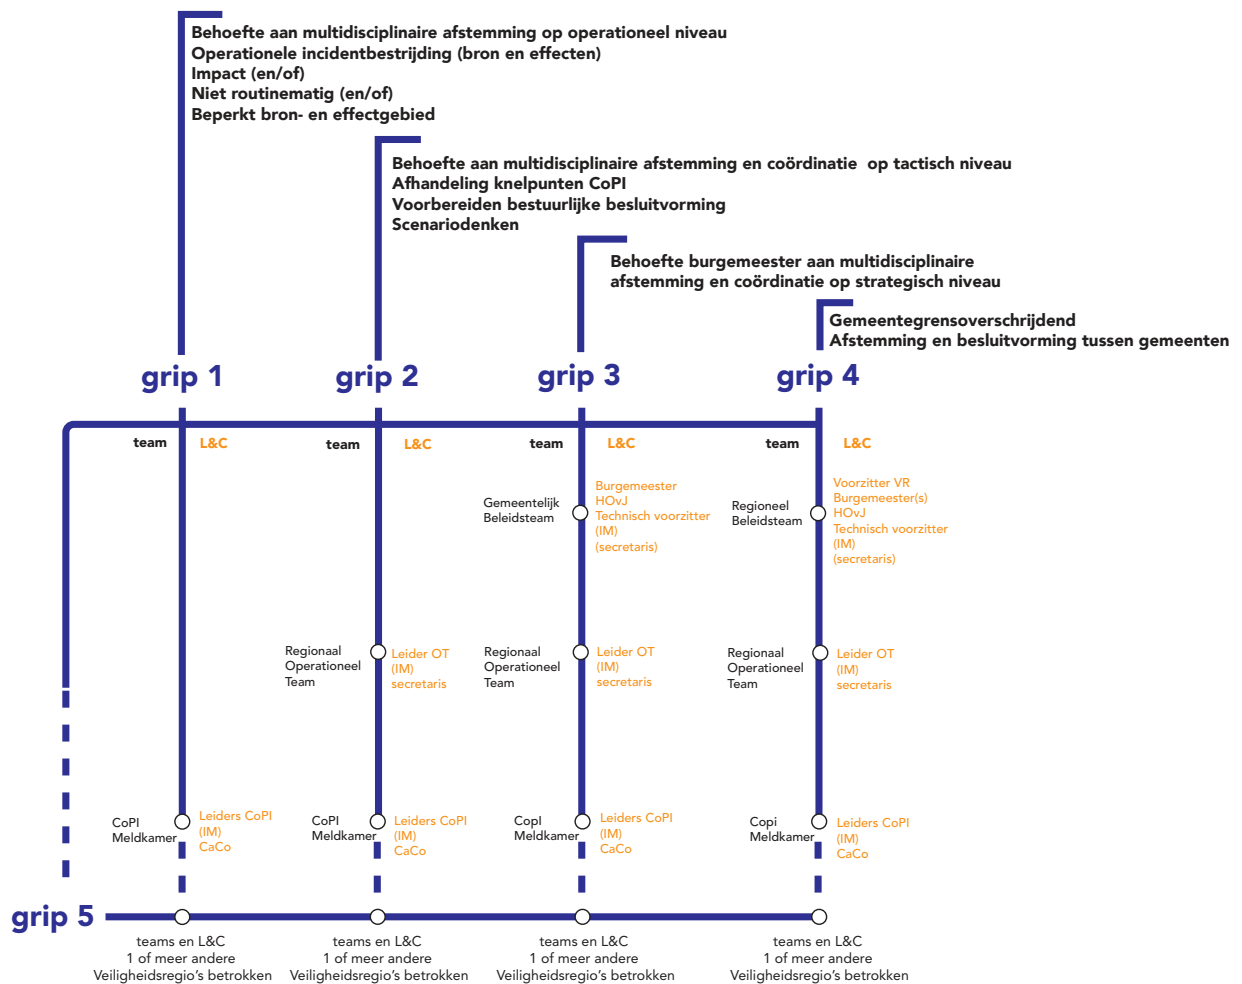 Behoefte aan multidisciplinaire afstemming op operationeel niveau
Operationele incidentbestrijding (bron en effecten)
Impact (en/of)
Niet routinematig (en/of)
Beperkt bron- en effectgebied
Behoefte aan multidisciplinaire afstemming en coördinatie op tactisch niveau
Afhandeling knelpunten CoPI
Voorbereiden bestuurlijke besluitvorming
Scenariodenken
Behoefte burgemeester aan multidisciplinaire
afstemming en coördinatie op strategisch niveau
Gemeentegrensoverschrijdend
Afstemming en besluitvorming tussen gemeenten
grip 1
grip 2
grip 3
grip 4
team
L&C
team
L&C
team
L&C
team
L&C
Gemeentelijk
Beleidsteam
Burgemeester
HOvJ
Technisch voorzitter
(IM)
(secretaris)
Regioneel
Beleidsteam
Voorzitter VR
Burgemeester(s)
HOvJ
Technisch voorzitter
(IM)
(secretaris)
Regionaal
Operationeel
Team
Leider OT
(IM)
secretaris
Regionaal
Operationeel
Team
Leider OT
(IM)
secretaris
Regionaal
Operationeel
Team
Leider OT
(IM)
secretaris
CoPI
Meldkamer
Leiders CoPI
(IM)
CaCo
CoPI
Meldkamer
Leiders CoPI
(IM)
CaCo
CopI
Meldkamer
Leiders CoPI
(IM)
CaCo
Copi
Meldkamer
Leiders CoPI
(IM)
CaCo
grip 5
teams en L&C
1 of meer andere
Veiligheidsregio's betrokken
teams en L&C
1 of meer andere
Veiligheidsregio's betrokken
teams en L&C
1 of meer andere
Veiligheidsregio's betrokken
teams en L&C
1 of meer andere
Veiligheidsregio's betrokken